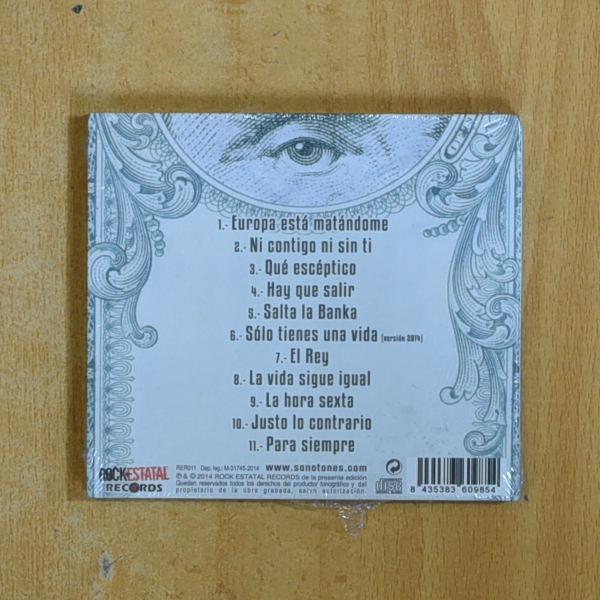 1.- Europa está matándome
2.- Ni contigo ni sin ti
3.- Qué escéptico
4.- Hay que salir
5.- Salta la Banka
6.- Sólo tienes una vida (versión 2014)
7.- El Rey
8.- La vida sigue igual
9.- La hora sexta
10.- Justo lo contrario
11.- Para siempre
ROCKESTATAL
RECORDS
RER011 Dep. leg.: M-31745-2014 www.sonotones.com
℗ & © 2014 ROCK ESTATAL RECORDS de la presente edición
Quedan reservados todos los derechos del productor fonográfico y del
propietario de la obra grabada, salvo autorización.
8 435383 609854